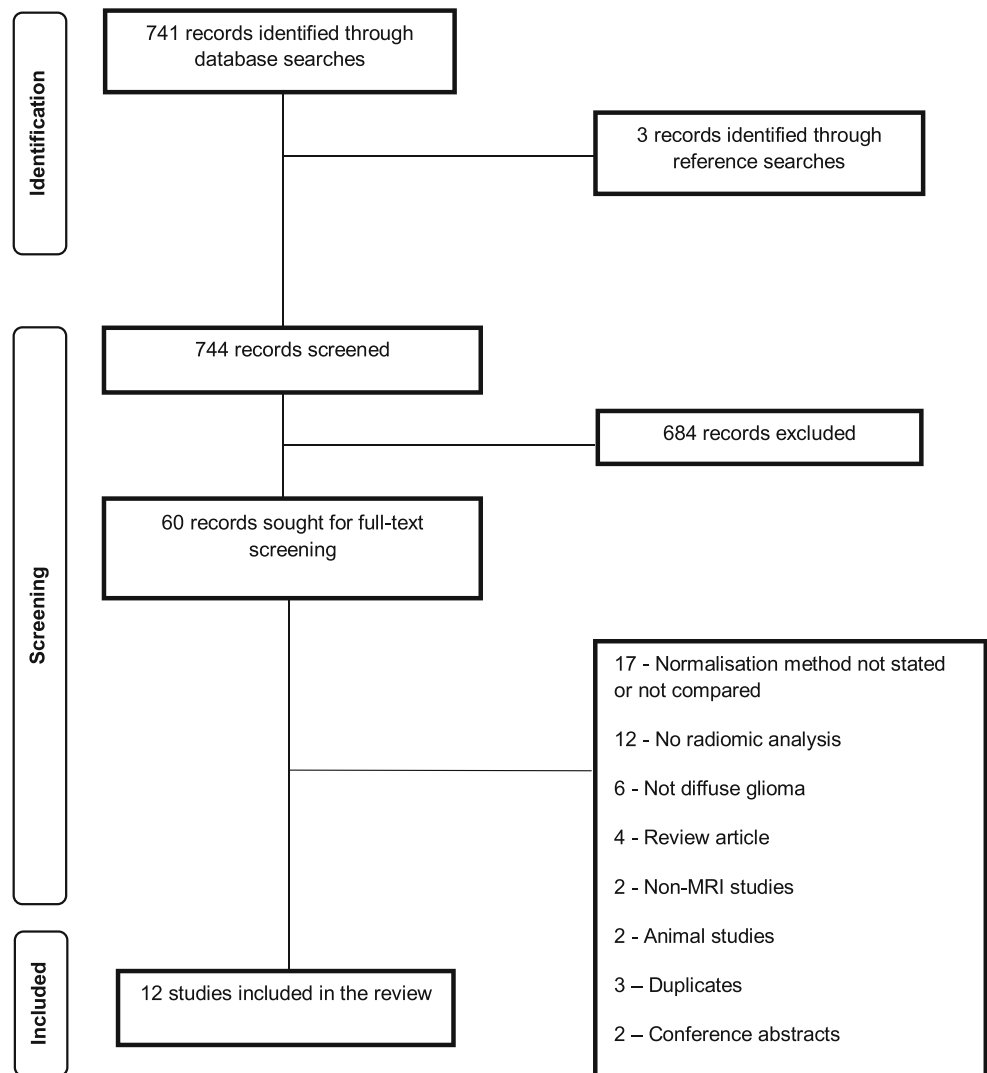 Identification
741 records identified through
database searches
3 records identified through
reference searches
Screening
744 records screened
684 records excluded
60 records sought for full-text
screening
17 - Normalisation method not stated
or not compared
12 - No radiomic analysis
6 - Not diffuse glioma
4 - Review article
2 - Non-MRI studies
2 - Animal studies
3 – Duplicates
2 – Conference abstracts
Included
12 studies included in the review